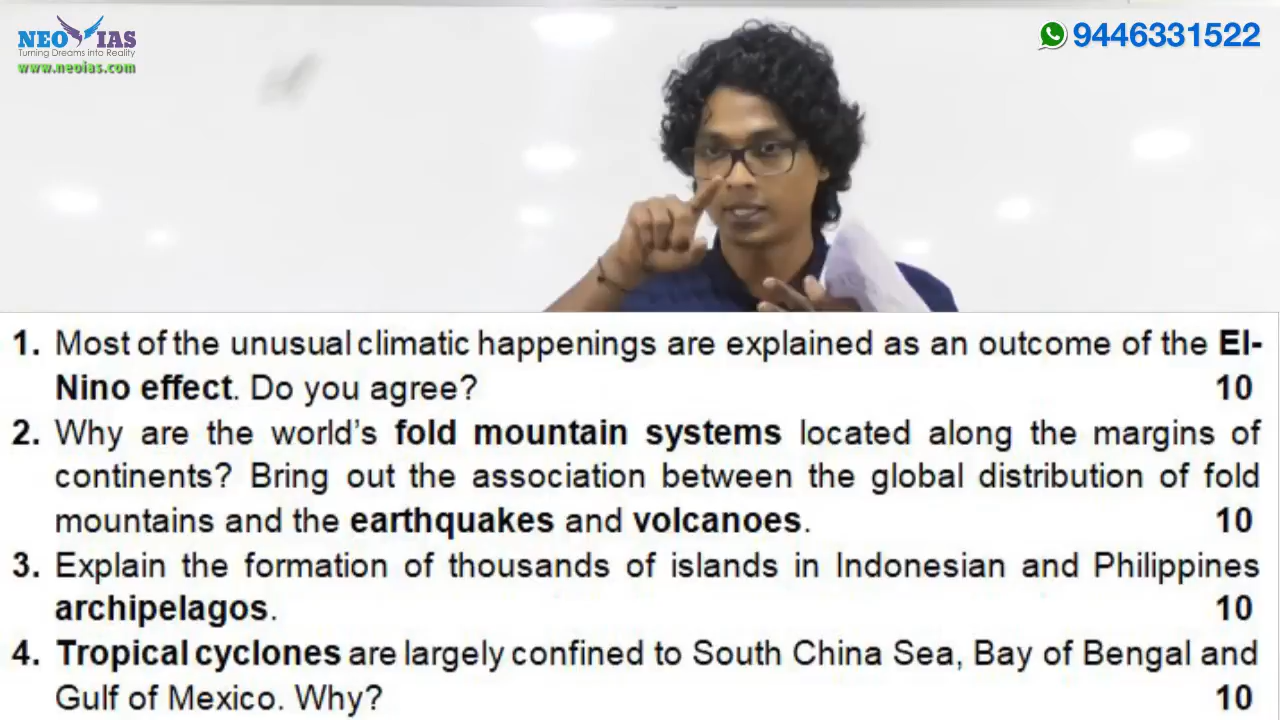 NEO IAS
Turning Dreams into Reality
www.neoias.com
9446331522
1. Most of the unusual climatic happenings are explained as an outcome of the El-
Nino effect. Do you agree? 10
2. Why are the world's fold mountain systems located along the margins of
continents? Bring out the association between the global distribution of fold
mountains and the earthquakes and volcanoes. 10
3. Explain the formation of thousands of islands in Indonesian and Philippines
archipelagos. 10
4. Tropical cyclones are largely confined to South China Sea, Bay of Bengal and
Gulf of Mexico. Why? 10